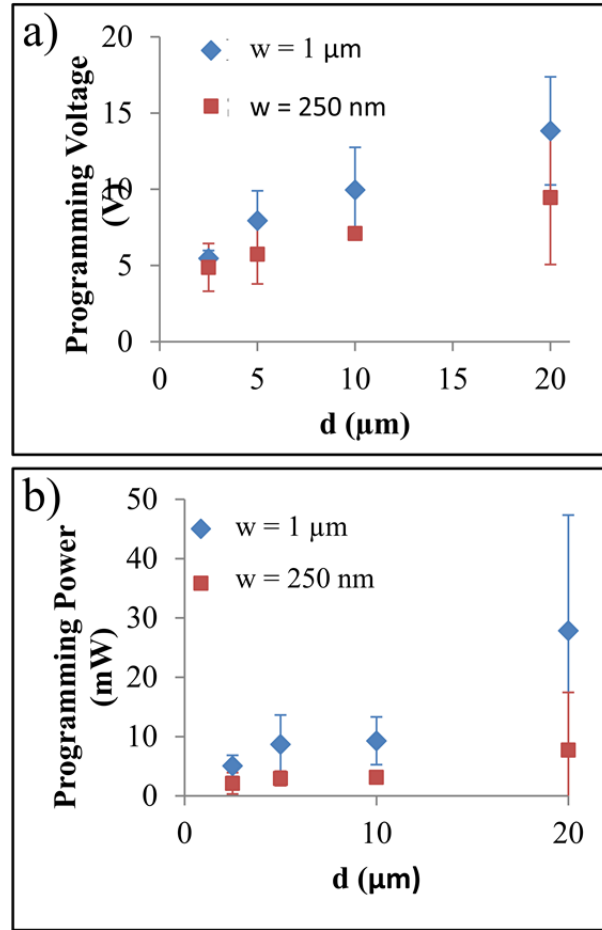 a)
20
15
10
5
0
Programming Voltage
(V)
w = 1 µm
w = 250 nm
0 5 10 15 20
d (µm)
b)
50
40
30
20
10
0
Programming Power
(mW)
w = 1 µm
w = 250 nm
0 10 20
d (µm)